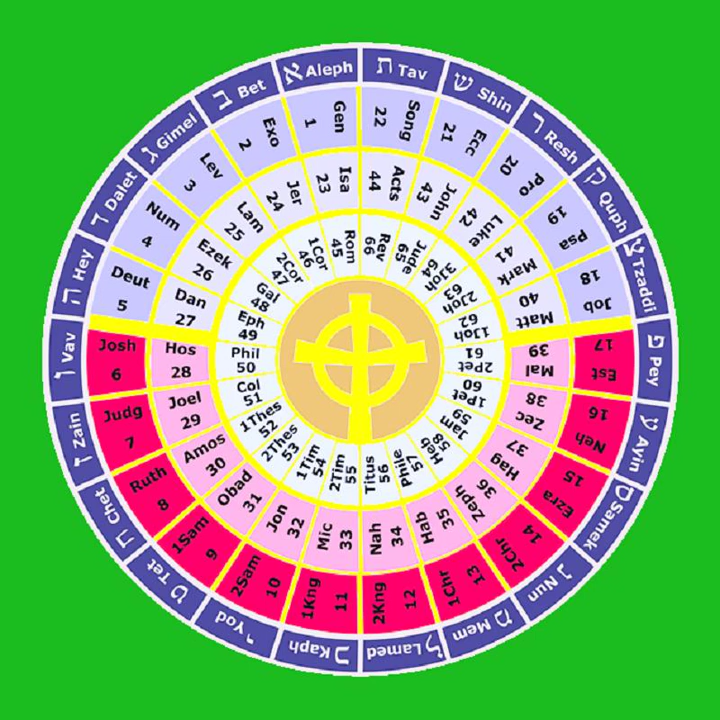 א Aleph
ב Bet
ג Gimel
ד Dalet
ה Hey
ו Vav
ז Zain
ח Chet
ט Tet
י Yod
כ Kaph
ל Lamed
מ Mem
נ Nun
ס Samek
ע Ayin
פ Pey
צ Tzaddi
ק Quph
ר Resh
ש Shin
ת Tav
Gen
1
Exo
2
Lev
3
Num
4
Deut
5
Josh
6
Judg
7
Ruth
8
1Sam
9
2Sam
10
1Kng
11
2Kng
12
1Chr
13
2Chr
14
Ezra
15
Neh
16
Est
17
Job
18
Psa
19
Pro
20
Ecc
21
Song
22
Isa
23
Jer
24
Lam
25
Ezek
26
Dan
27
Hos
28
Joel
29
Amos
30
Obad
31
Jon
32
Mic
33
Nah
34
Hab
35
Zeph
36
Hag
37
Zec
38
Mal
39
Matt
40
Mark
41
Luke
42
John
43
Acts
44
Rom
45
1Cor
46
2Cor
47
Gal
48
Eph
49
Phil
50
Col
51
1Thes
52
2Thes
53
1Tim
54
2Tim
55
Titus
56
Phile
57
Heb
58
Jam
59
1Pet
60
2Pet
61
1Joh
62
2Joh
63
3Joh
64
Jude
65
Rev
66